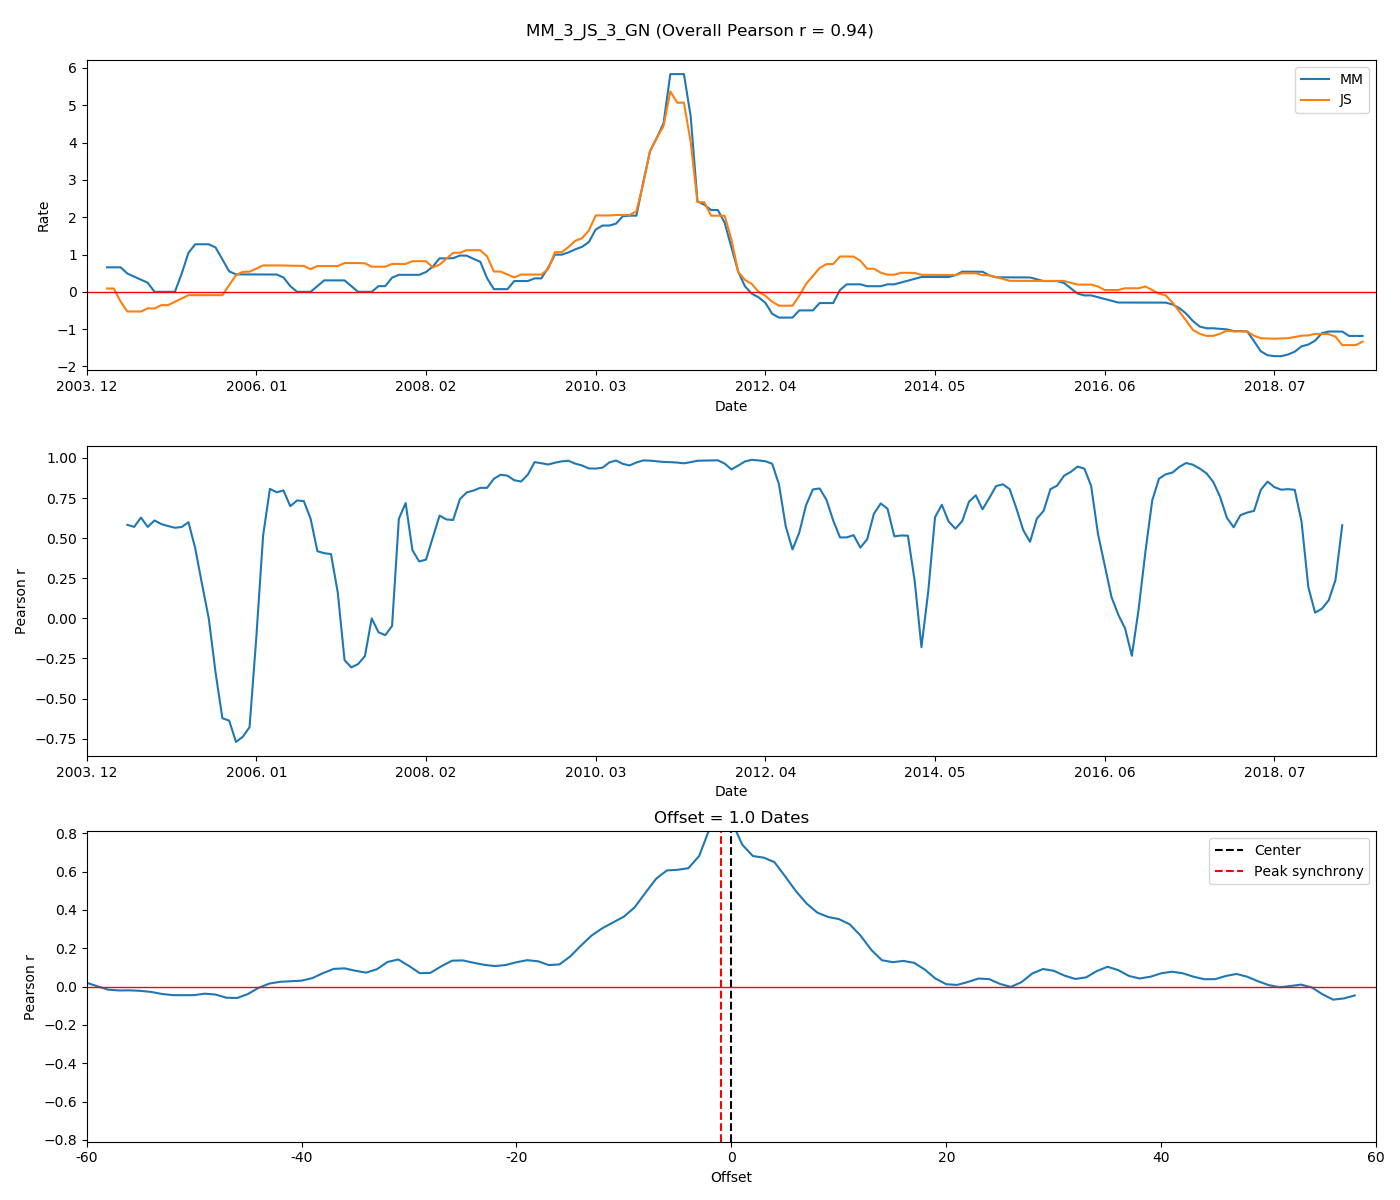 MM_3_JS_3_GN (Overall Pearson r = 0.94)
6
5
4
3
2
1
0
−1
−2
Rate
MM
JS
2003. 12 2006. 01 2008. 02 2010. 03 2012. 04 2014. 05 2016. 06 2018. 07
Date
1.00
0.75
0.50
0.25
0.00
−0.25
−0.50
−0.75
Pearson r
2003. 12 2006. 01 2008. 02 2010. 03 2012. 04 2014. 05 2016. 06 2018. 07
Date
Offset = 1.0 Dates
0.8
0.6
0.4
0.2
0.0
−0.2
−0.4
−0.6
−0.8
Pearson r
Center
Peak synchrony
-60 -40 -20 0 20 40 60
Offset